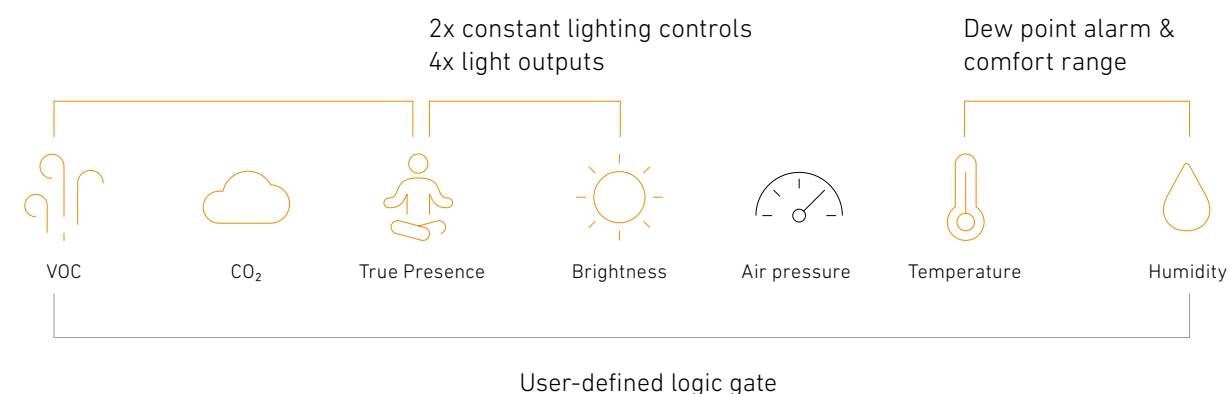 2x constant lighting controls
4x light outputs
Dew point alarm &
comfort range
VOC
CO₂
True Presence
Brightness
Air pressure
Temperature
Humidity
User-defined logic gate